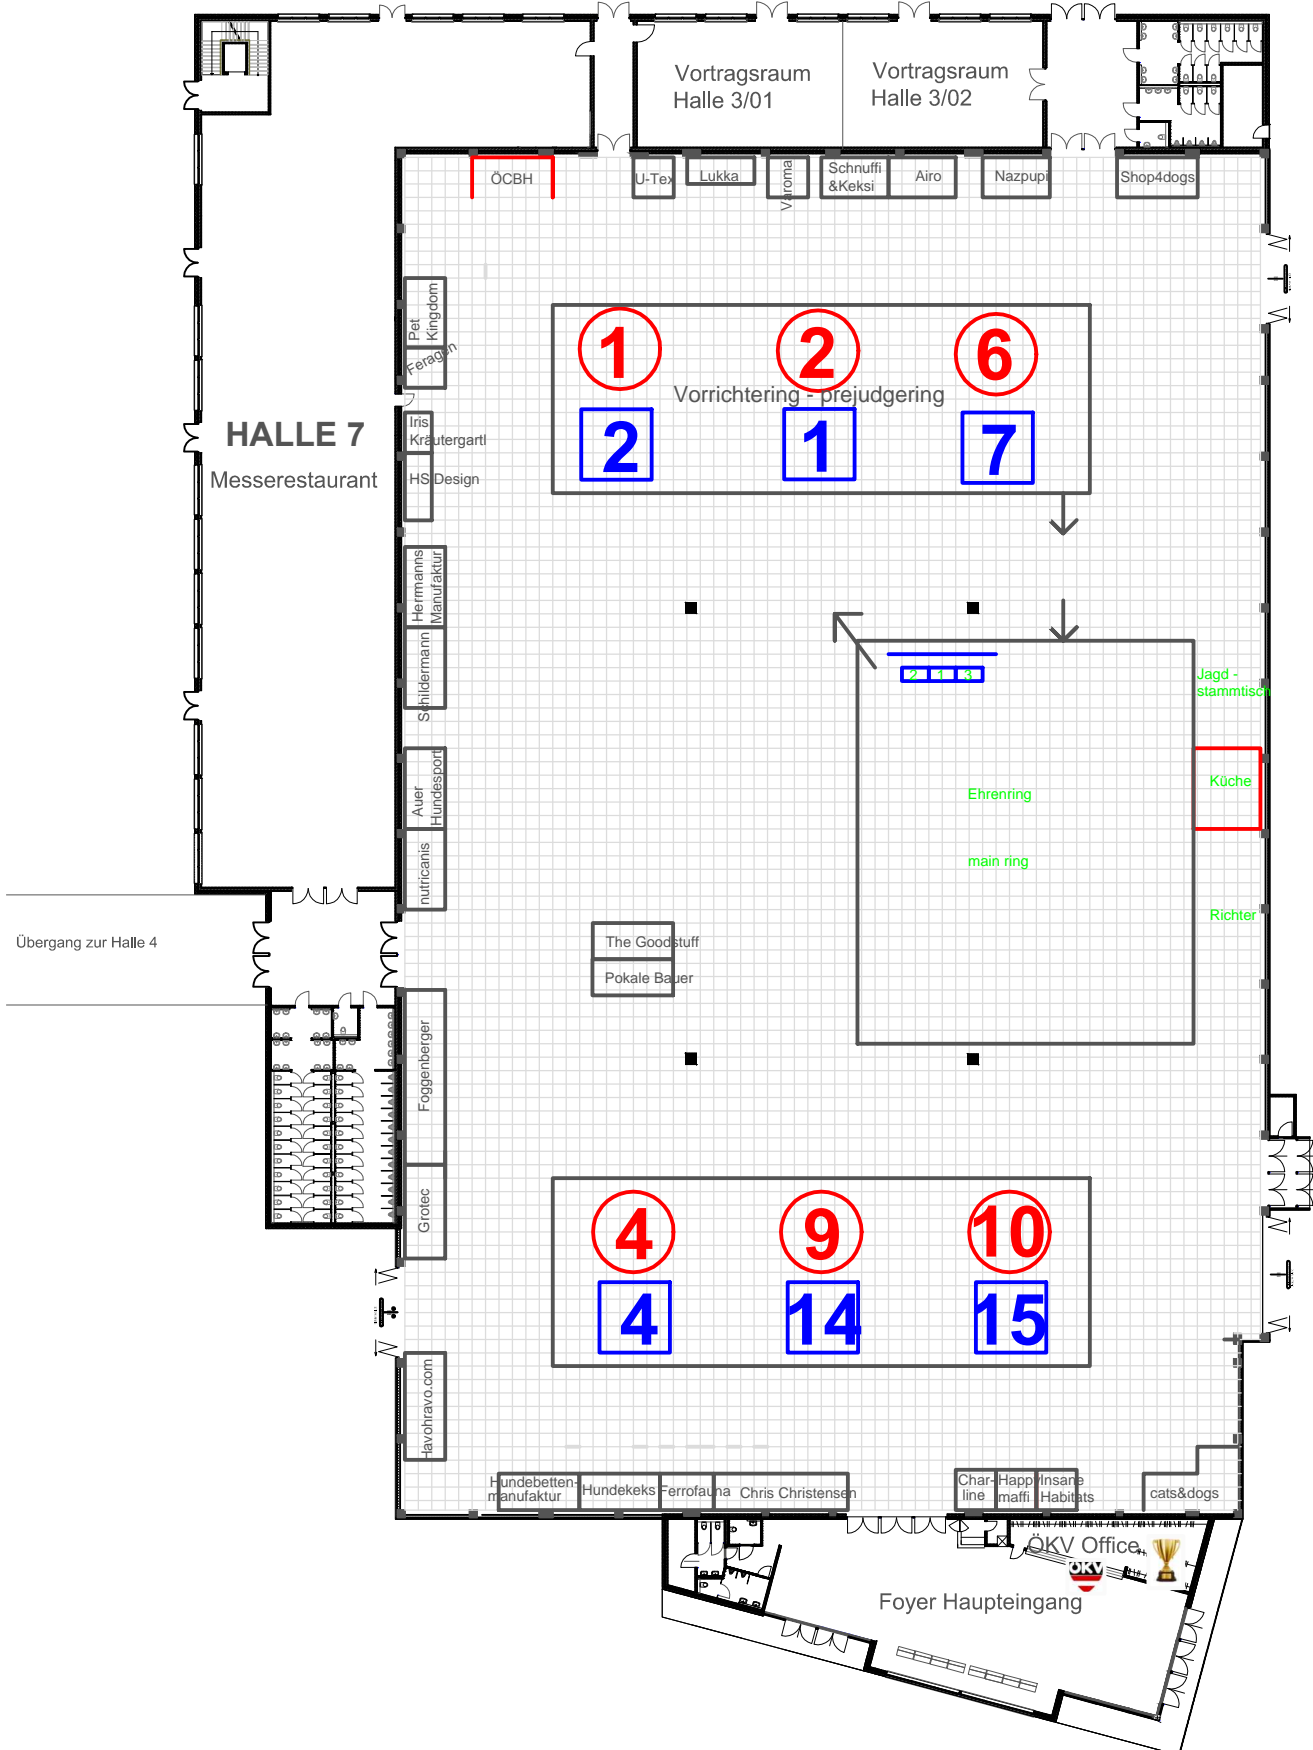 Vortragsraum
Halle 3/01
Vortragsraum
Halle 3/02
ÖCBH
U-Tex
Lukka
Varoma
Schnuffi
&Keksi
Airo
Nazpupi
Shop4dogs
Pet
Kingdom
Feragen
Iris
Kräutergartl
HS Design
1
2
6
Vorrichtering - prejudgering
2
1
7
HALLE 7
Messerestaurant
Herrmanns
Manufaktur
Schildermann
2 1 3
Jagd -
stammtisch
Küche
Ehrenring
main ring
Richter
Auer
Hundesport
nutricanis
The Goodstuff
Pokale Bauer
Übergang zur Halle 4
Foggenberger
Grotec
4
9
10
4
14
15
Havohravo.com
Hundebetten-
manufaktur
Hundekeks
Ferrofauna
Chris Christensen
Char-
line
Happy
maffi
Insane
Habitats
cats&dogs
ÖKV Office
ÖKV
Foyer Haupteingang